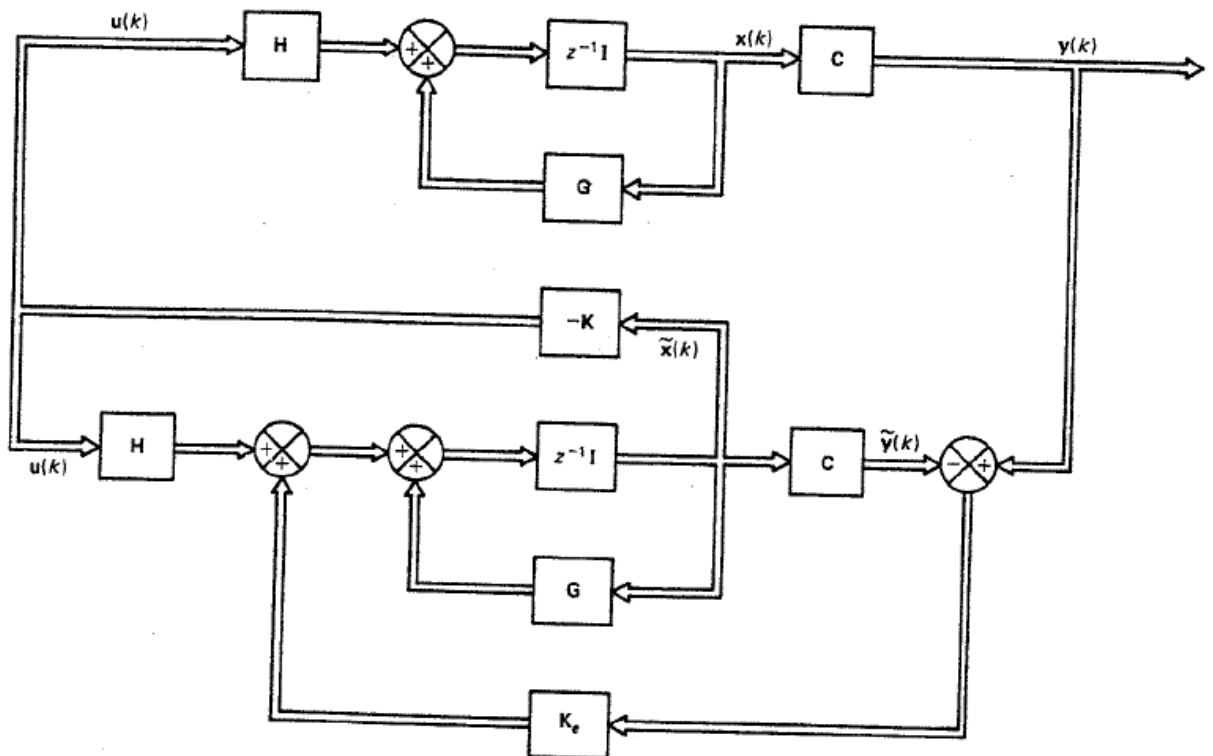 u(k)
H
+
+
z⁻¹I
x(k)
C
y(k)
G
−K
x̃(k)
u(k)
H
+
+
+
+
z⁻¹I
C
ỹ(k)
−
+
G
Kₑ